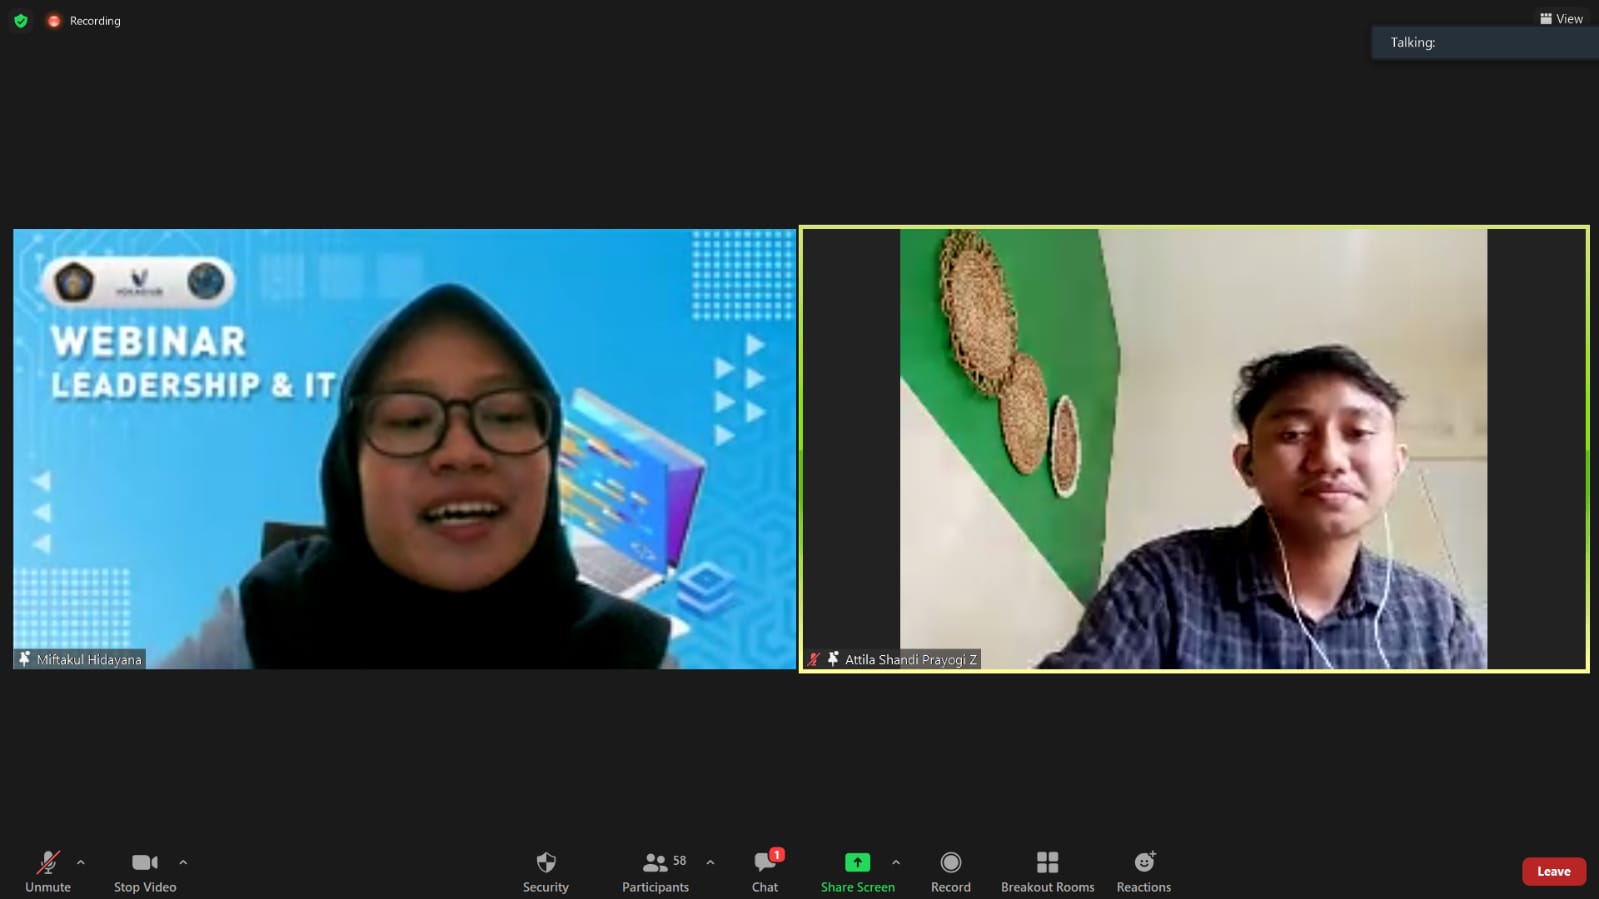 Recording
View
Talking:
WEBINAR
LEADERSHIP & IT
Miftakul Hidayana
Attila Shandi Prayogi Z
Unmute
Stop Video
Security
58
Participants
1
Chat
Share Screen
Record
Breakout Rooms
Reactions
Leave